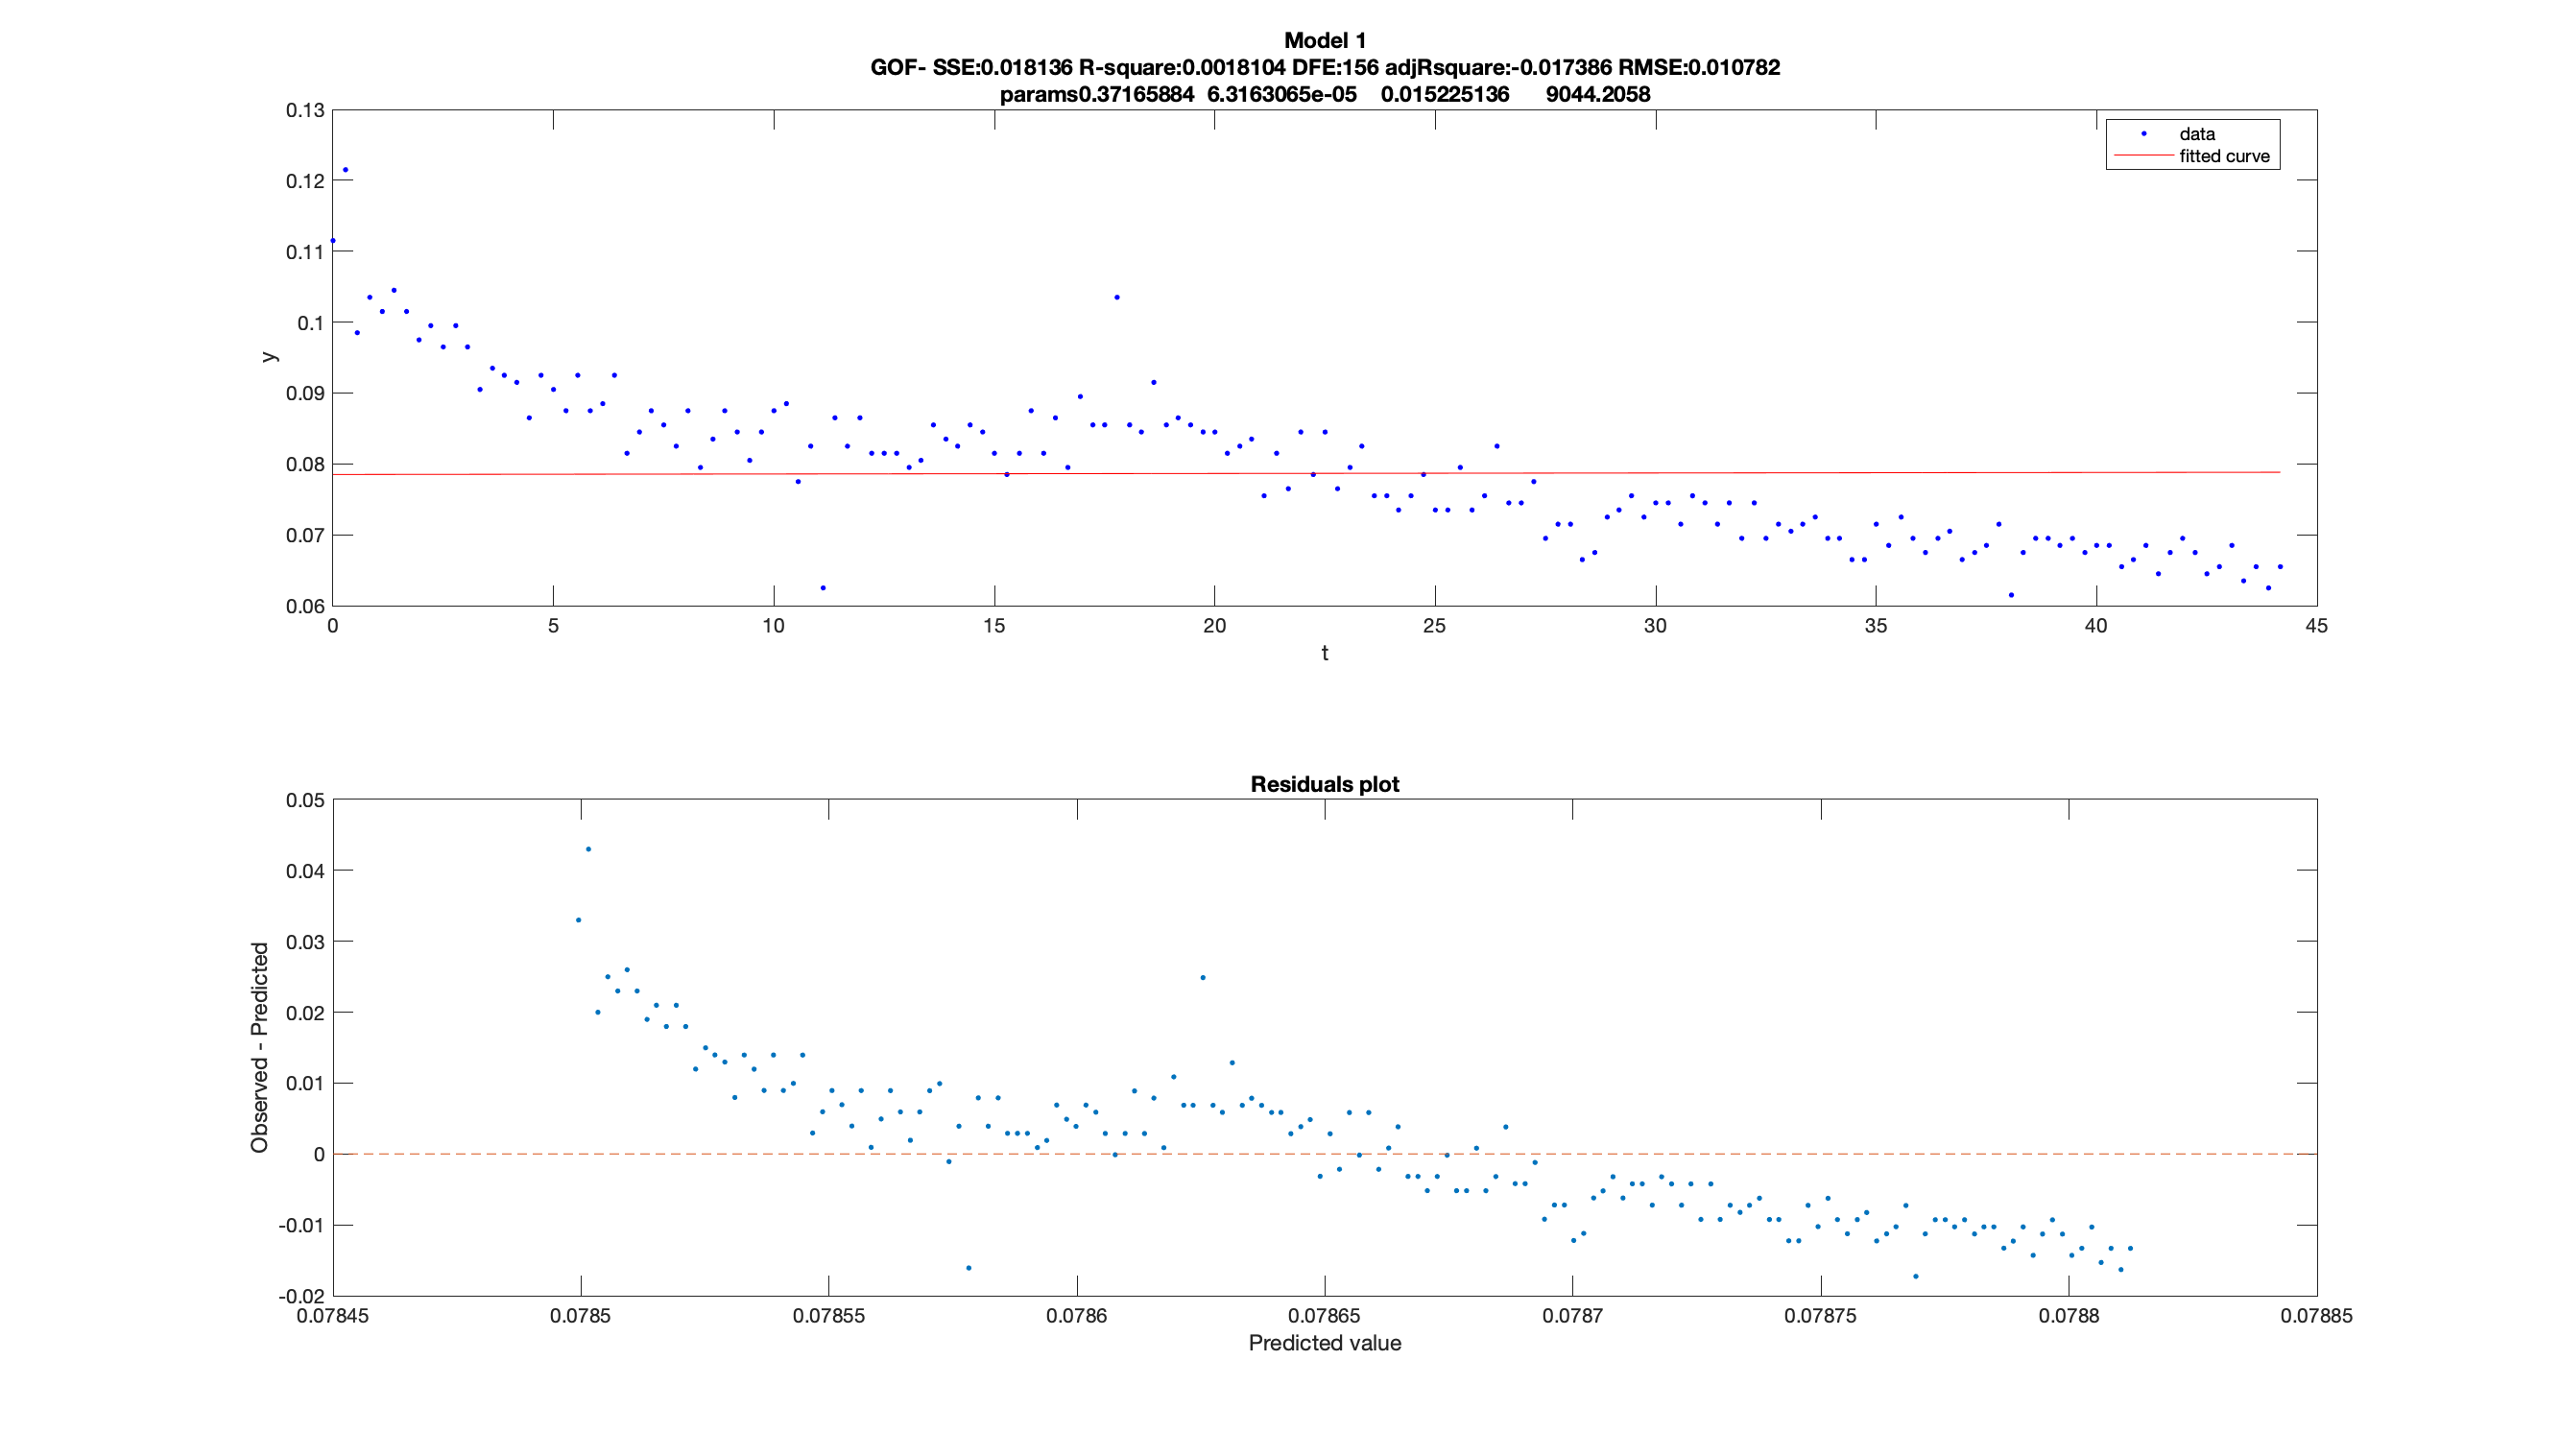 Model 1
GOF- SSE:0.018136 R-square:0.0018104 DFE:156 adjRsquare:-0.017386 RMSE:0.010782
params0.37165884 6.3163065e-05 0.015225136 9044.2058
0.13
0.12
0.11
0.1
0.09
0.08
0.07
0.06
y
data
fitted curve
0 5 10 15 20 25 30 35 40 45
t
Residuals plot
0.05
0.04
0.03
0.02
0.01
0
-0.01
-0.02
Observed - Predicted
0.07845 0.0785 0.07855 0.0786 0.07865 0.0787 0.07875 0.0788 0.07885
Predicted value